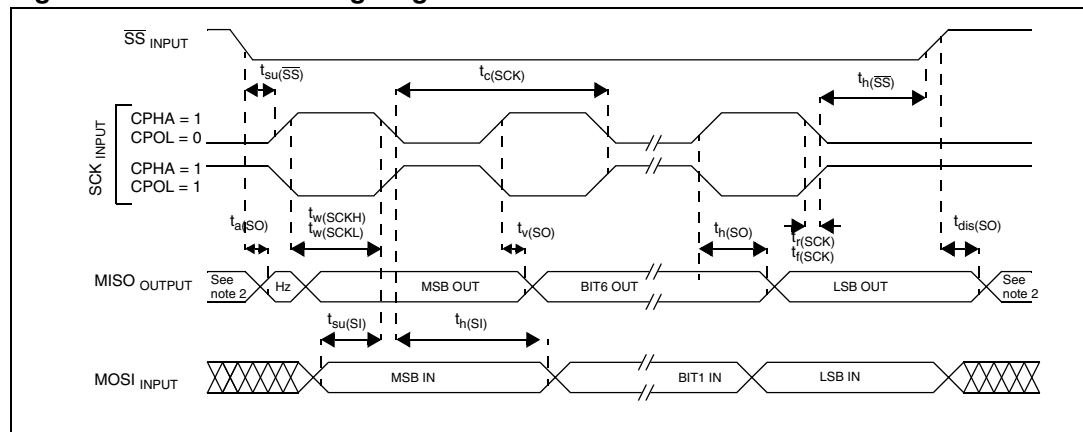 SS INPUT
tsu(SS)
tc(SCK)
th(SS)
SCK INPUT
CPHA = 1
CPOL = 0
CPHA = 1
CPOL = 1
ta(SO)
tw(SCKH)
tw(SCKL)
tv(SO)
th(SO)
tr(SCK)
tf(SCK)
tdis(SO)
MISO OUTPUT
See
note 2
Hz
MSB OUT
BIT6 OUT
LSB OUT
See
note 2
tsu(SI)
th(SI)
MOSI INPUT
MSB IN
BIT1 IN
LSB IN